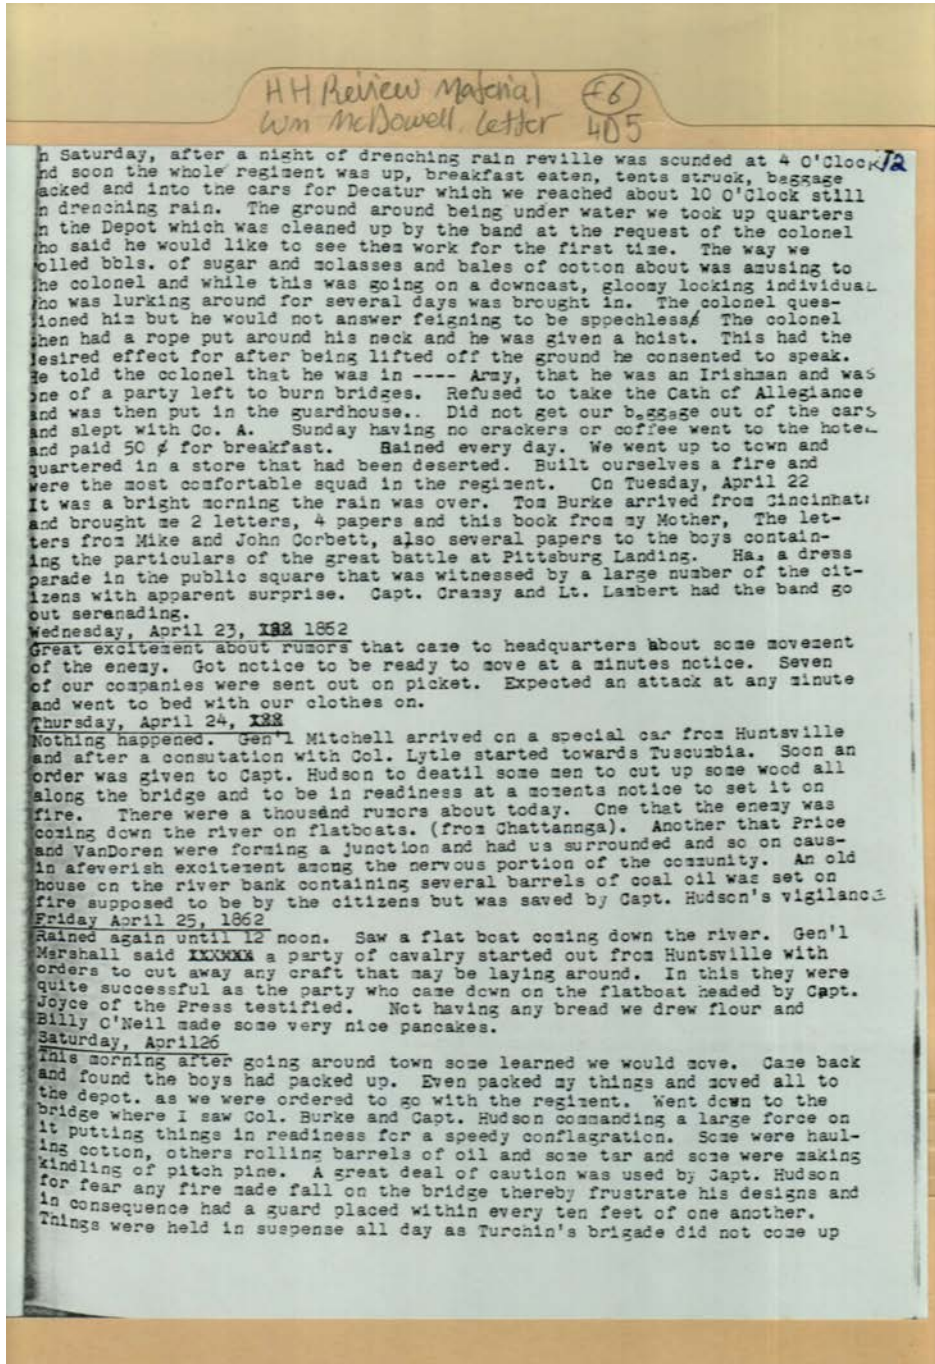 HH Review Material F6
Wm McDowell Letter 4D5
12
n Saturday, after a night of drenching rain reville was scunded at 4 O'Clock
nd soon the whole regiment was up, breakfast eaten, tents struck, baggage
acked and into the cars for Decatur which we reached about 10 O'Clock still
n drenching rain. The ground around being under water we took up quarters
n the Depot which was cleaned up by the band at the request of the colonel
ho said he would like to see them work for the first time. The way we
olled bbls. of sugar and molasses and bales of cotton about was amusing to
he colonel and while this was going on a downcast, gloomy looking individual
ho was lurking around for several days was brought in. The colonel ques-
tioned him but he would not answer feigning to be sppechless The colonel
hen had a rope put around his neck and he was given a hoist. This had the
desired effect for after being lifted off the ground he consented to speak.
He told the colonel that he was in ---- Army, that he was an Irishman and was
one of a party left to burn bridges. Refused to take the Oath of Allegiance
and was then put in the guardhouse.. Did not get our baggage out of the cars
and slept with Co. A. Sunday having no crackers or coffee went to the hotel
and paid 50 ¢ for breakfast. Rained every day. We went up to town and
quartered in a store that had been deserted. Built ourselves a fire and
were the most comfortable squad in the regiment. On Tuesday, April 22
It was a bright morning the rain was over. Tom Burke arrived from Cincinhati
and brought me 2 letters, 4 papers and this book from my Mother, The let-
ters from Mike and John Corbett, also several papers to the boys contain-
ing the particulars of the great battle at Pittsburg Landing. Had a dress
parade in the public square that was witnessed by a large number of the cit-
izens with apparent surprise. Capt. Cramsy and Lt. Lambert had the band go
out seranading.
Wednesday, April 23, 1862
Great excitement about rumors that came to headquarters about some movement
of the enemy. Got notice to be ready to move at a minutes notice. Seven
of our companies were sent out on picket. Expected an attack at any minute
and went to bed with our clothes on.
Thursday, April 24,
Nothing happened. Gen'l Mitchell arrived on a special car from Huntsville
and after a consutation with Col. Lytle started towards Tuscumbia. Soon an
order was given to Capt. Hudson to deatil some men to cut up some wood all
along the bridge and to be in readiness at a moments notice to set it on
fire. There were a thousand rumors about today. One that the enemy was
coming down the river on flatboats. (from Chattannga). Another that Price
and VanDoren were forming a junction and had us surrounded and so on caus-
in afeverish excitement among the nervous portion of the community. An old
house on the river bank containing several barrels of coal oil was set on
fire supposed to be by the citizens but was saved by Capt. Hudson's vigilance
Friday April 25, 1862
Rained again until 12 noon. Saw a flat boat coming down the river. Gen'l
Marshall said XXXXXX a party of cavalry started out from Huntsville with
orders to cut away any craft that may be laying around. In this they were
quite successful as the party who came down on the flatboat headed by Capt.
Joyce of the Press testified. Not having any bread we drew flour and
Billy O'Neil made some very nice pancakes.
Saturday, April26
This morning after going around town some learned we would move. Came back
and found the boys had packed up. Even packed my things and moved all to
the depot. as we were ordered to go with the regiment. Went down to the
bridge where I saw Col. Burke and Capt. Hudson commanding a large force on
it putting things in readiness for a speedy conflagration. Some were haul-
ing cotton, others rolling barrels of oil and some tar and some were making
kindling of pitch pine. A great deal of caution was used by Capt. Hudson
for fear any fire made fall on the bridge thereby frustrate his designs and
in consequence had a guard placed within every ten feet of one another.
Things were held in suspense all day as Turchin's brigade did not come up